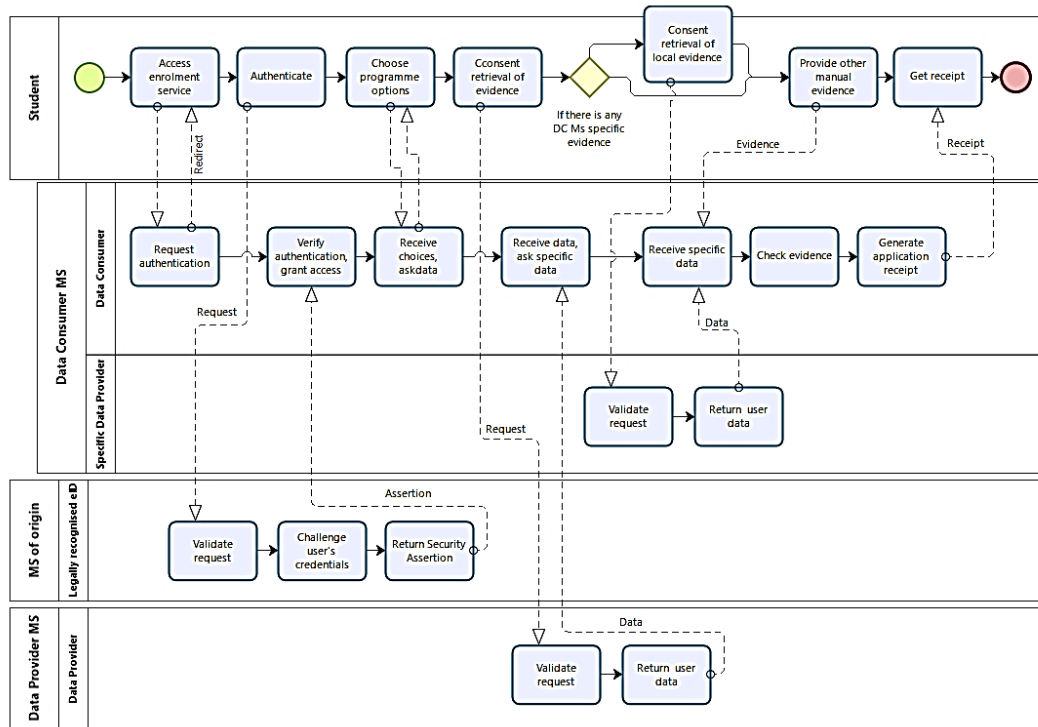 Student
Access
enrolment
service
Authenticate
Choose
programme
options
Cconsent
retrieval of
evidence
If there is any
DC Ms specific
evidence
Consent
retrieval of
local evidence
Provide other
manual
evidence
Get receipt
Redirect
Evidence
Receipt
Data Consumer MS
Data Consumer
Request
authentication
Verify
authentication,
grant access
Receive
choices,
askdata
Receive data,
ask specific
data
Receive specific
data
Check evidence
Generate
application
receipt
Request
Data
Specific Data Provider
Validate
request
Return user
data
Request
MS of origin
Legally recognised eID
Assertion
Validate
request
Challenge
user's
credentials
Return Security
Assertion
Data Provider MS
Data Provider
Data
Validate
request
Return user
data